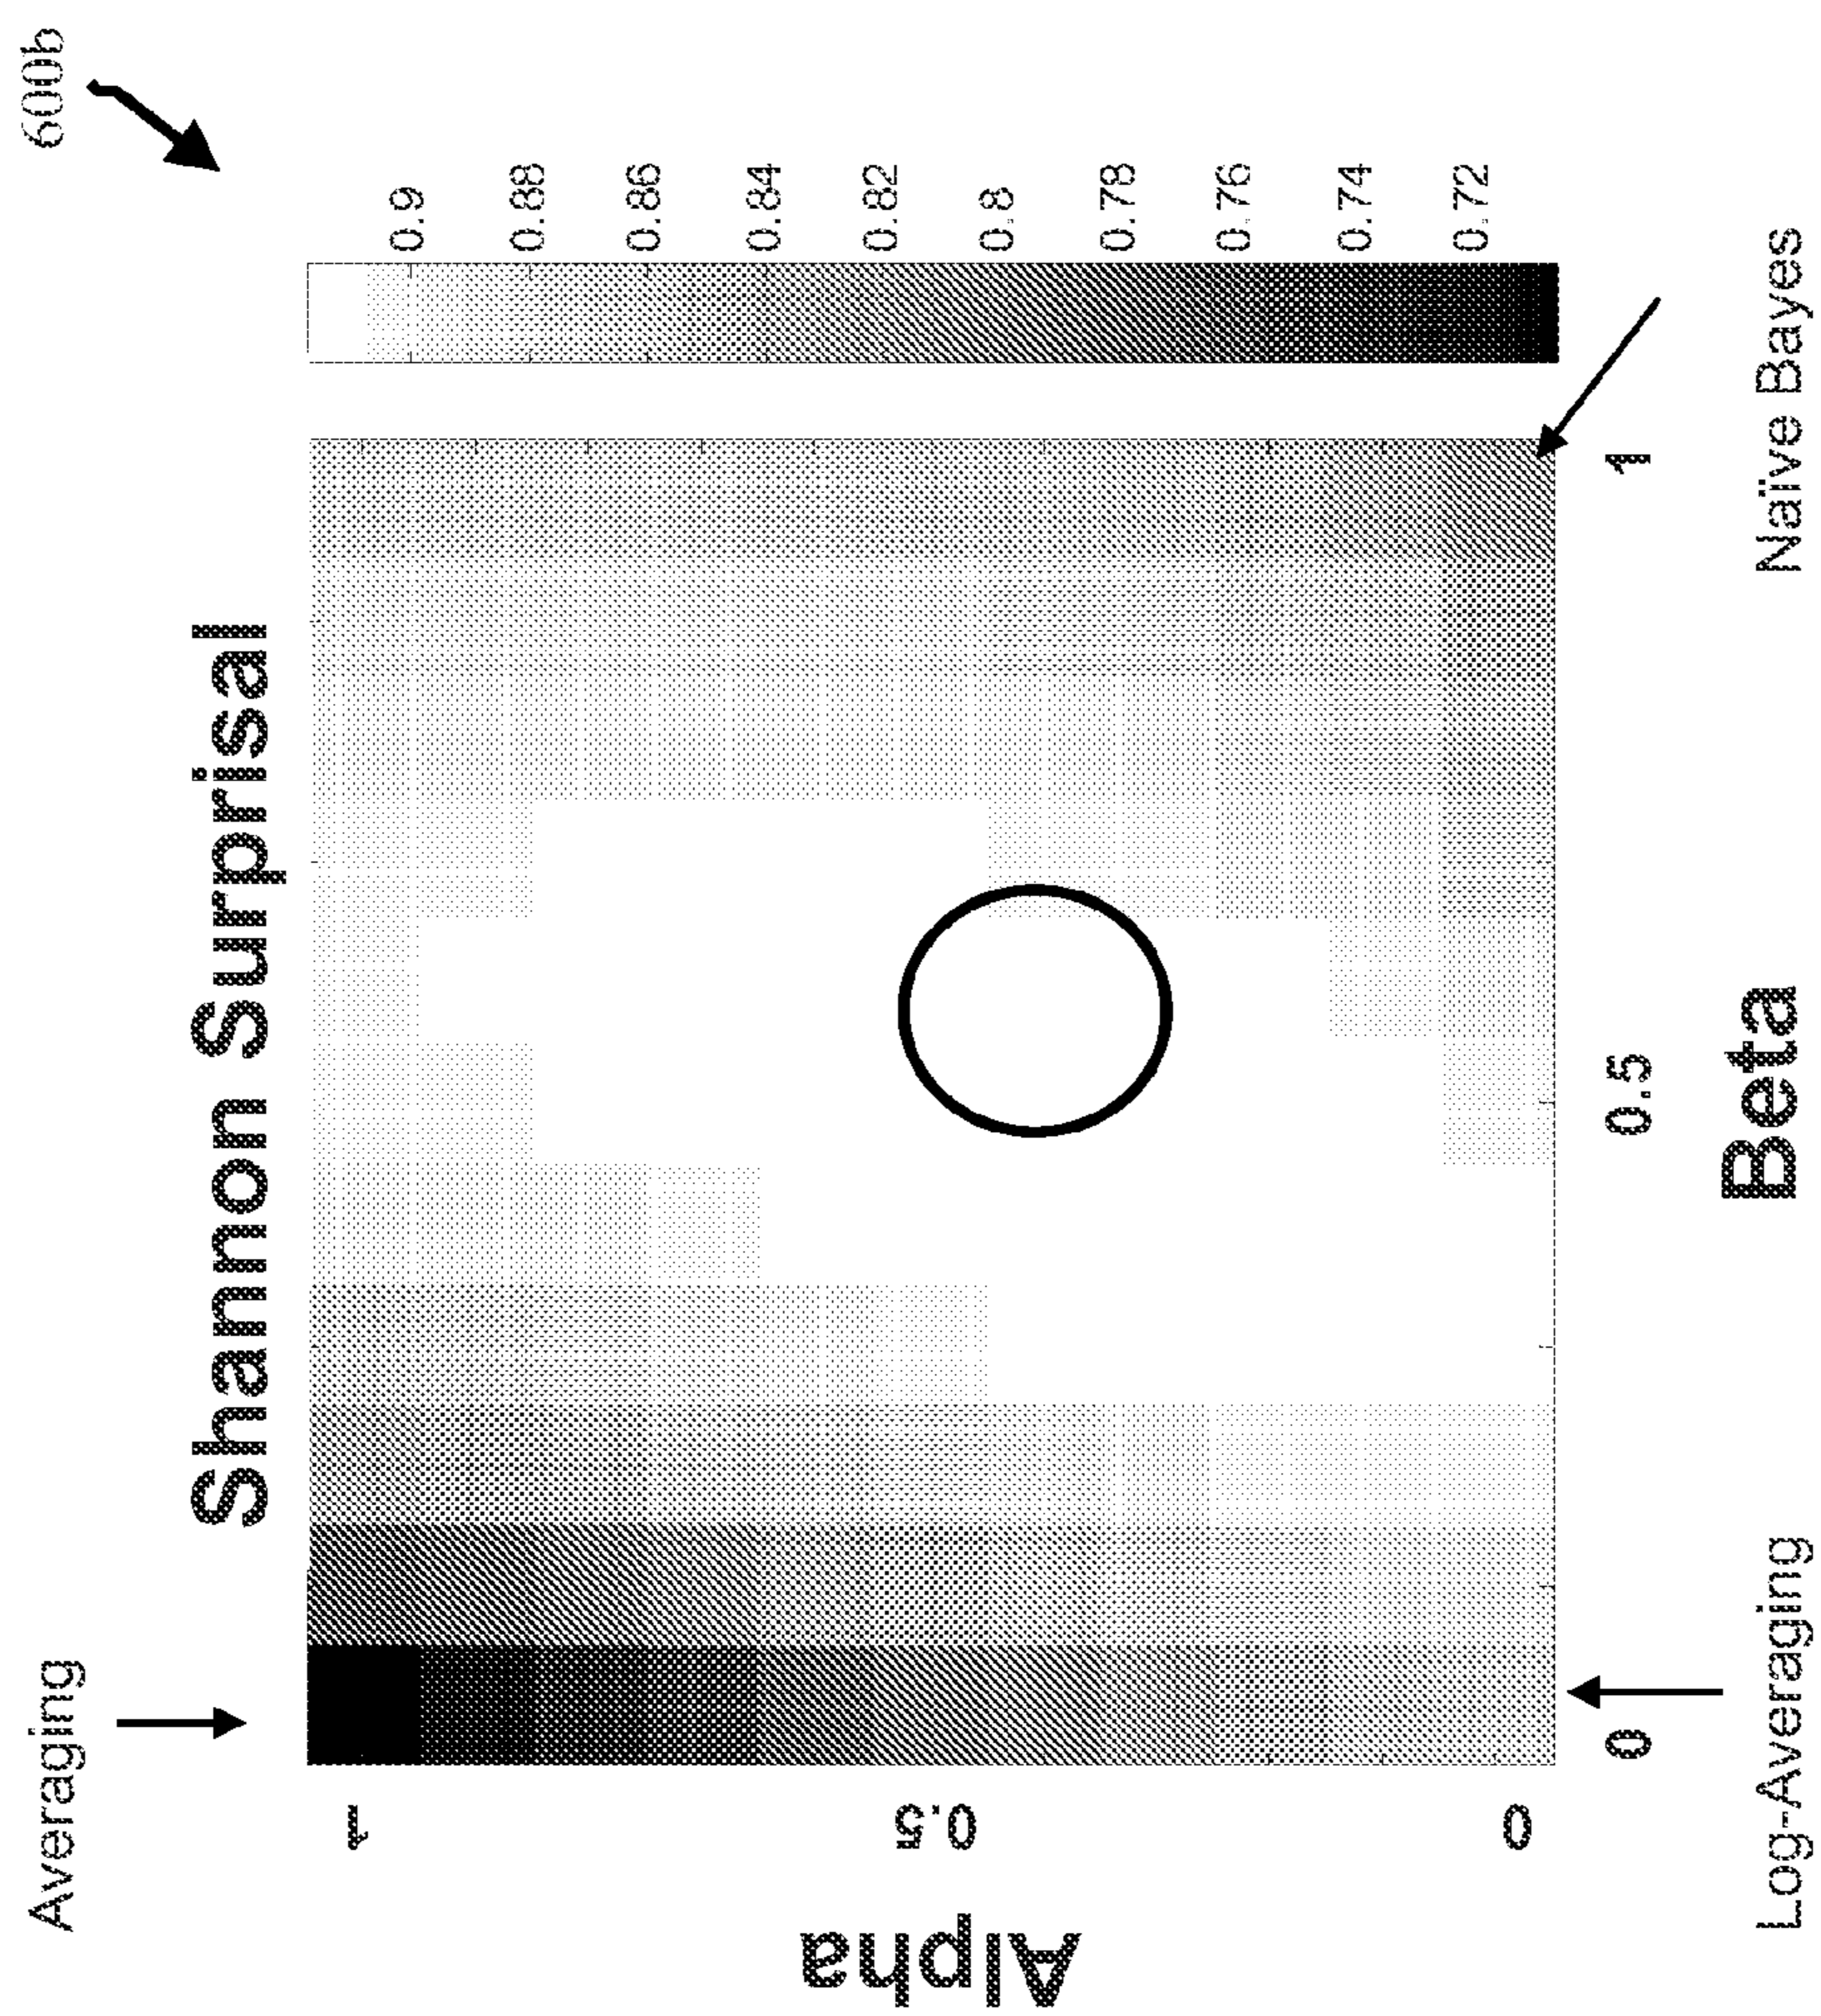 600b
Averaging
Shannon Surprisal
0.9
0.88
0.86
0.84
0.82
0.8
0.78
0.76
0.74
0.72
Alpha
1
0.5
0
0
0.5
1
Beta
Log-Averaging
Naïve Bayes